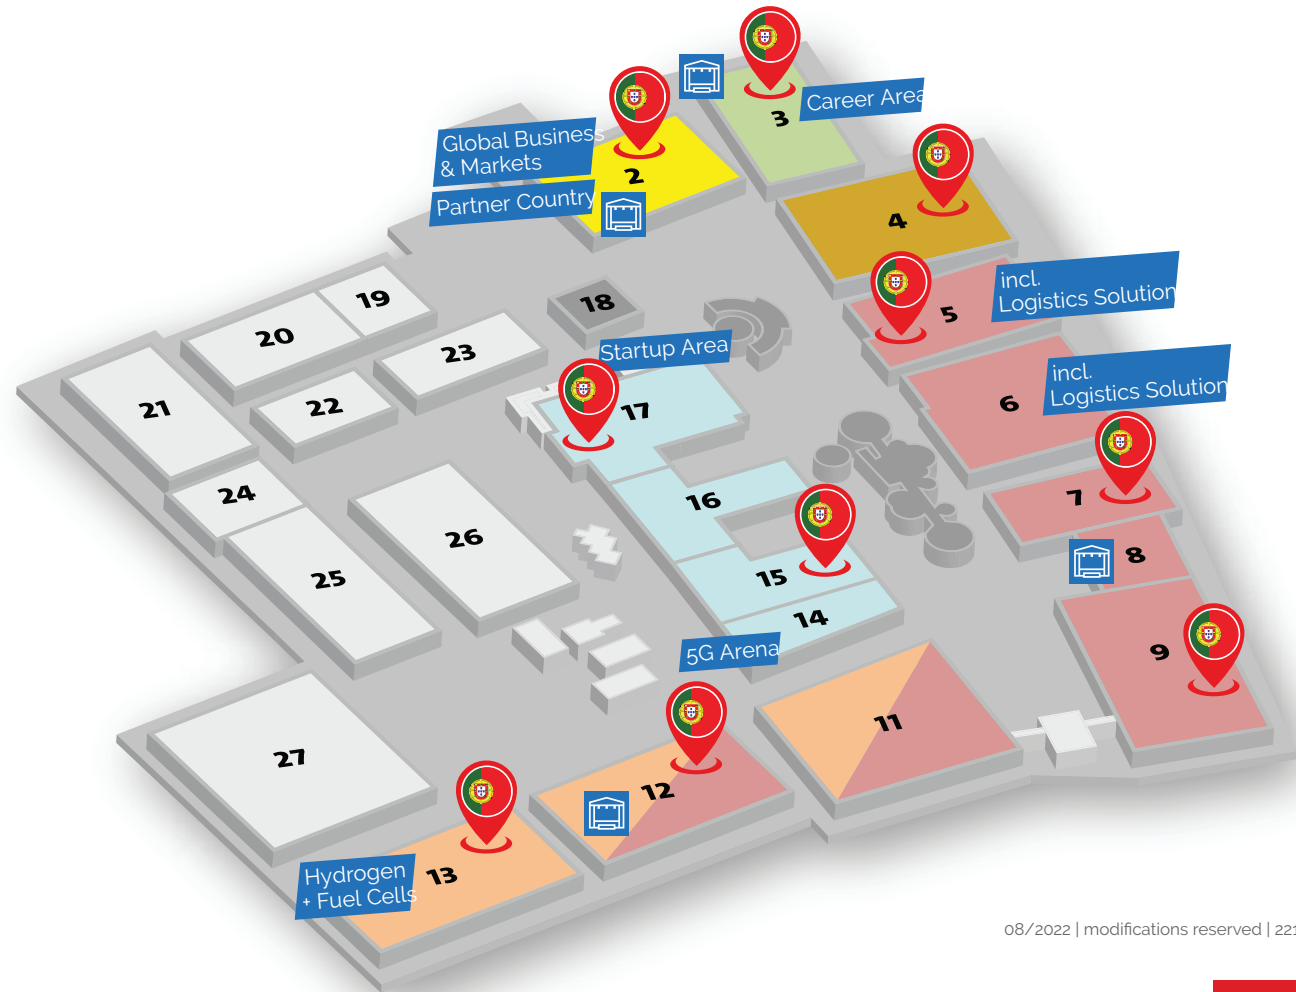 3
Career Area
Global Business
& Markets
2
Partner Country
4
incl.
Logistics Solution
5
19
18
20
23
Startup Area
incl.
Logistics Solution
6
21
22
17
24
16
7
26
8
25
15
14
5G Arena
9
11
27
12
Hydrogen
+ Fuel Cells
13
08/2022 | modifications reserved | 221